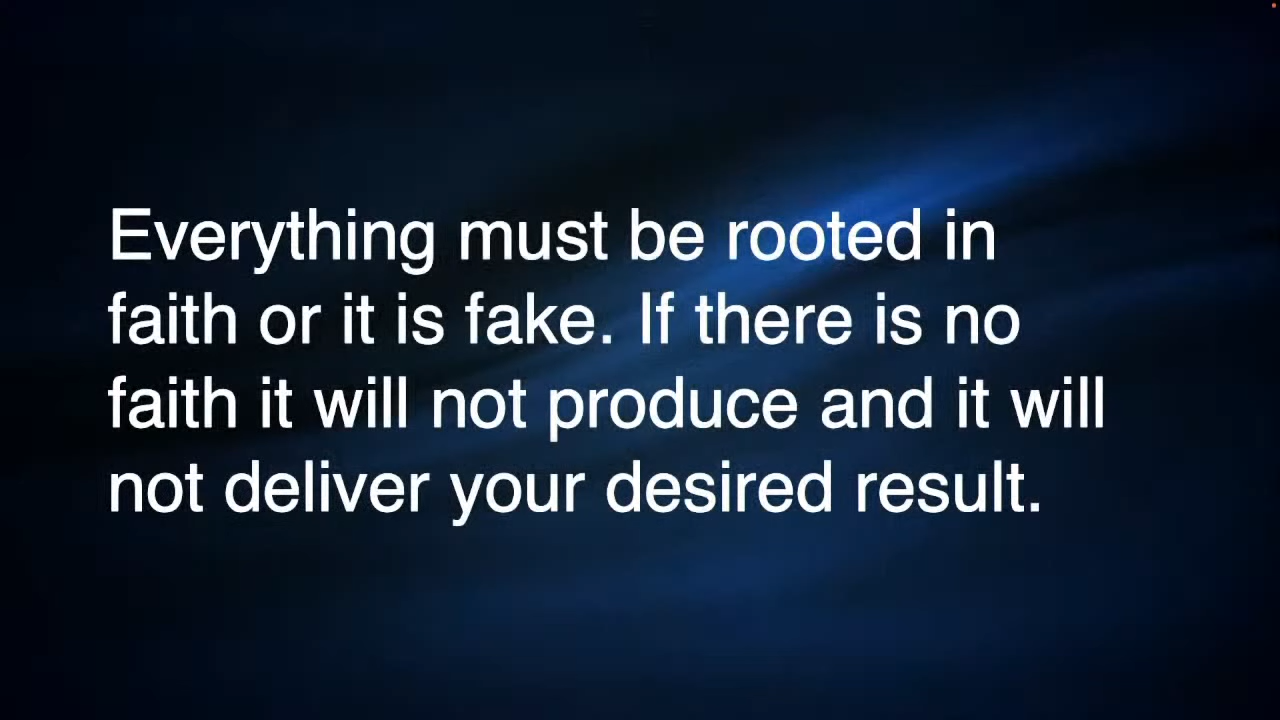 Everything must be rooted in
faith or it is fake. If there is no
faith it will not produce and it will
not deliver your desired result.